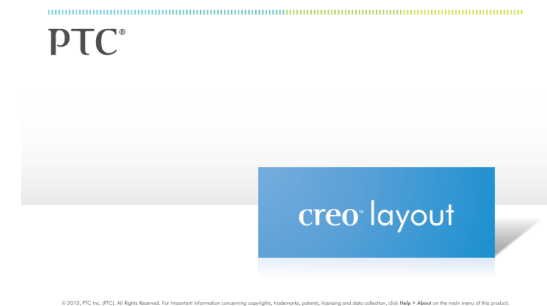 PTC®
creo™ layout
© 2013, PTC Inc. (PTC). All Rights Reserved. For Important information concerning copyrights, trademarks, patents, licensing and data collection, click Help > About on the main menu of this product.